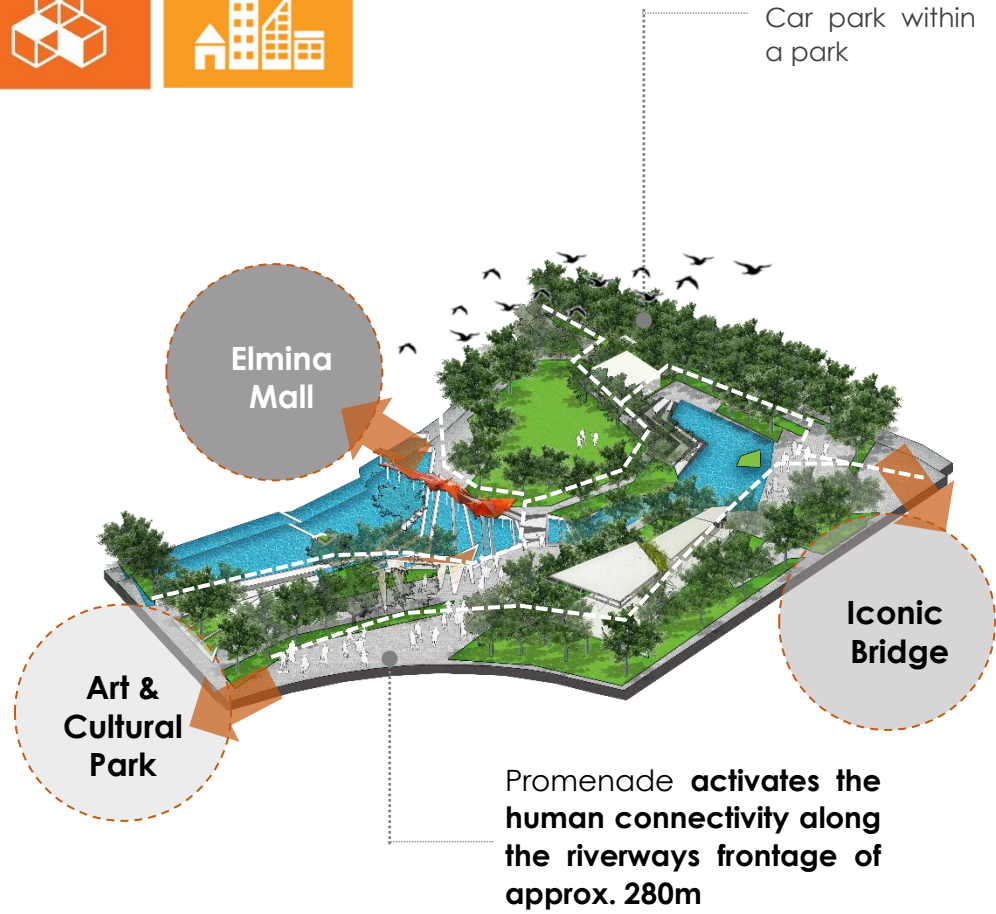 Car park within
a park
Elmina
Mall
Iconic
Bridge
Art &
Cultural
Park
Promenade activates the
human connectivity along
the riverways frontage of
approx. 280m